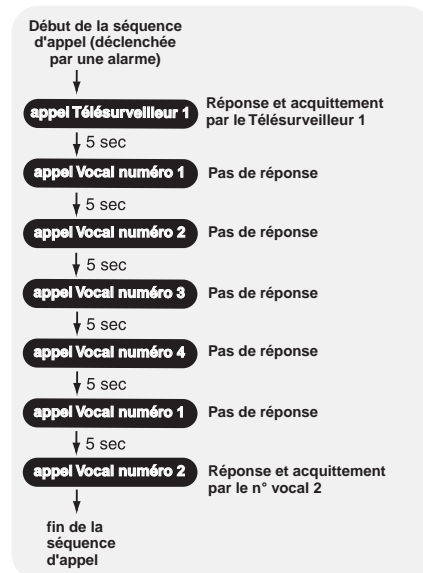 Début de la séquence
d'appel (déclenchée
par une alarme)
appel Télésurveilleur 1
Réponse et acquittement
par le Télésurveilleur 1
5 sec
appel Vocal numéro 1
Pas de réponse
5 sec
appel Vocal numéro 2
Pas de réponse
5 sec
appel Vocal numéro 3
Pas de réponse
5 sec
appel Vocal numéro 4
Pas de réponse
5 sec
appel Vocal numéro 1
Pas de réponse
5 sec
appel Vocal numéro 2
Réponse et acquittement
par le n° vocal 2
fin de la
séquence
d'appel